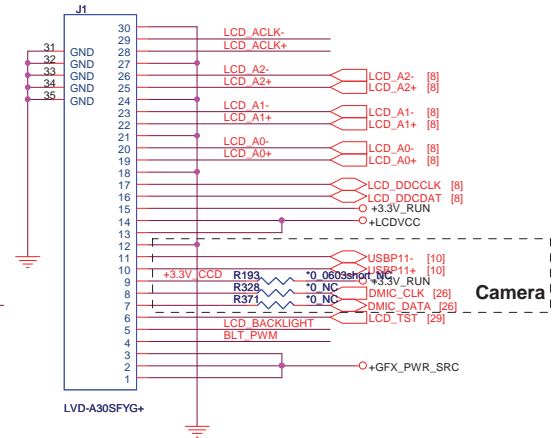 J1
30
29 LCD_ACLK-
28 LCD_ACLK+
31 GND 27
32 GND 26 LCD_A2- LCD_A2- [8]
33 GND 25 LCD_A2+ LCD_A2+ [8]
34 GND 24
35 GND 23 LCD_A1- LCD_A1- [8]
22 LCD_A1+ LCD_A1+ [8]
21
20 LCD_A0- LCD_A0- [8]
19 LCD_A0+ LCD_A0+ [8]
18
17 LCD_DDCCLK [8]
16 LCD_DDCDAT [8]
15 +3.3V_RUN
14 +LCDVCC
13
12
11 USBP11- [10]
10 USBP11+ [10]
9 +3.3V_CCD R193 *0_0603short_NC +3.3V_RUN
8 R328 *0_NC DMIC_CLK [26] Camera
7 R371 *0_NC DMIC_DATA [26]
6 LCD_TST [29]
5 LCD_BACKLIGHT
4 BLT_PWM
3
2 +GFX_PWR_SRC
1
LVD-A30SFYG+